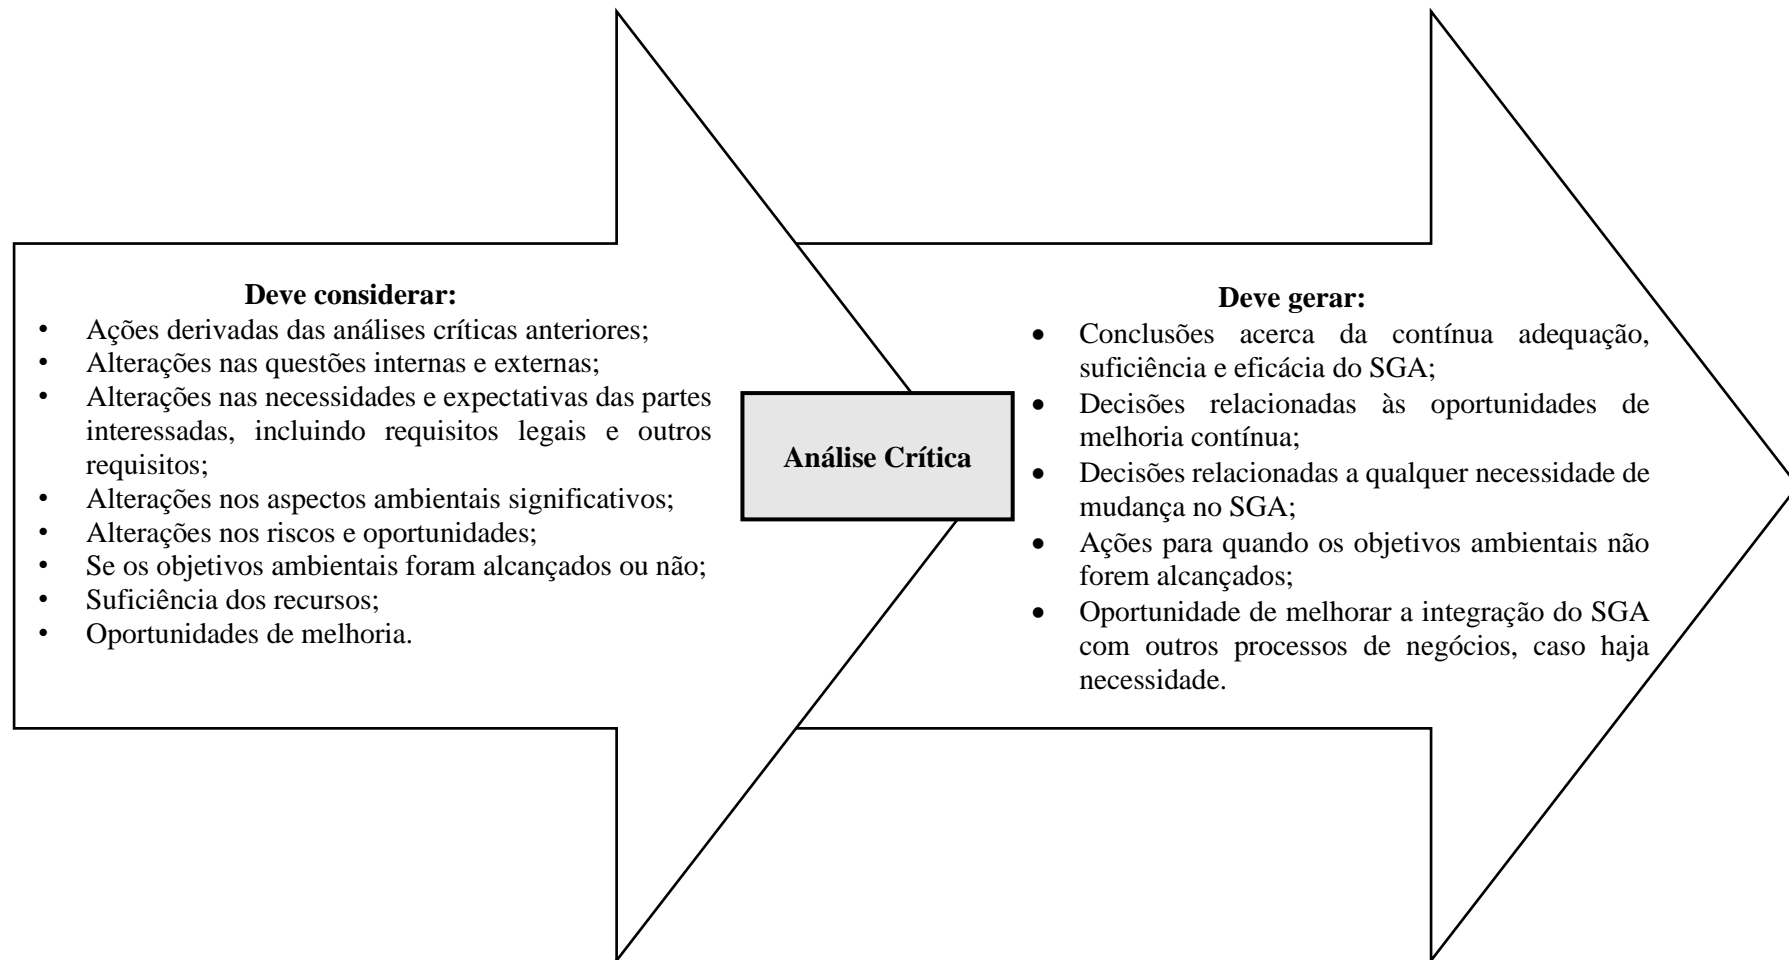 Deve considerar:
• Ações derivadas das análises críticas anteriores;
• Alterações nas questões internas e externas;
• Alterações nas necessidades e expectativas das partes
interessadas, incluindo requisitos legais e outros
requisitos;
• Alterações nos aspectos ambientais significativos;
• Alterações nos riscos e oportunidades;
• Se os objetivos ambientais foram alcançados ou não;
• Suficiência dos recursos;
• Oportunidades de melhoria.
Análise Crítica
Deve gerar:
• Conclusões acerca da contínua adequação,
suficiência e eficácia do SGA;
• Decisões relacionadas às oportunidades de
melhoria contínua;
• Decisões relacionadas a qualquer necessidade de
mudança no SGA;
• Ações para quando os objetivos ambientais não
forem alcançados;
• Oportunidade de melhorar a integração do SGA
com outros processos de negócios, caso haja
necessidade.